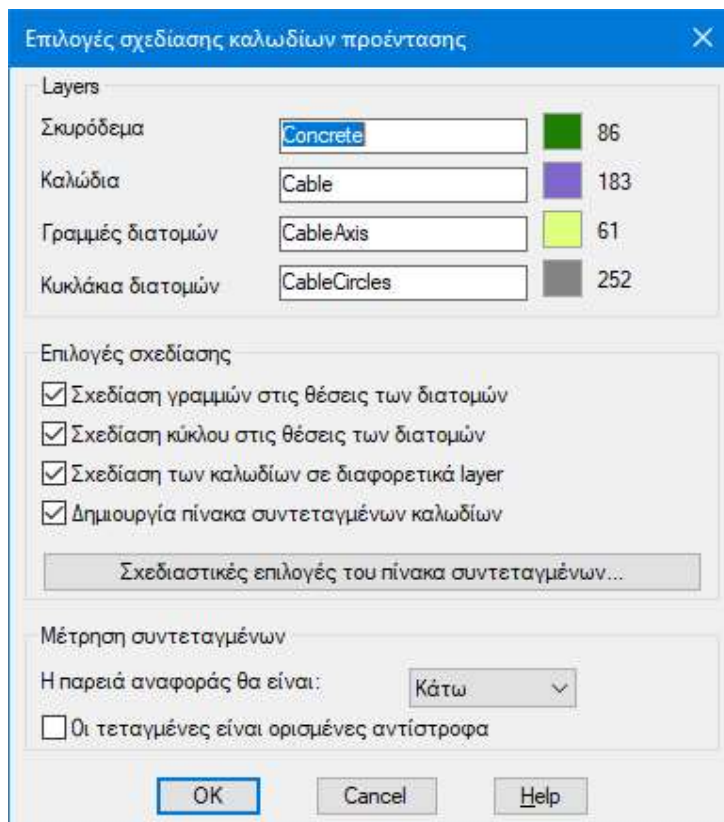 Επιλογές σχεδίασης καλωδίων προέντασης
Layers
Σκυρόδεμα Concrete 86
Καλώδια Cable 183
Γραμμές διατομών CableAxis 61
Κυκλάκια διατομών CableCircles 252
Επιλογές σχεδίασης
Σχεδίαση γραμμών στις θέσεις των διατομών
Σχεδίαση κύκλου στις θέσεις των διατομών
Σχεδίαση των καλωδίων σε διαφορετικά layer
Δημιουργία πίνακα συντεταγμένων καλωδίων
Σχεδιαστικές επιλογές του πίνακα συντεταγμένων...
Μέτρηση συντεταγμένων
Η παρειά αναφοράς θα είναι: Κάτω
Οι τεταγμένες είναι ορισμένες αντίστροφα
OK Cancel Help